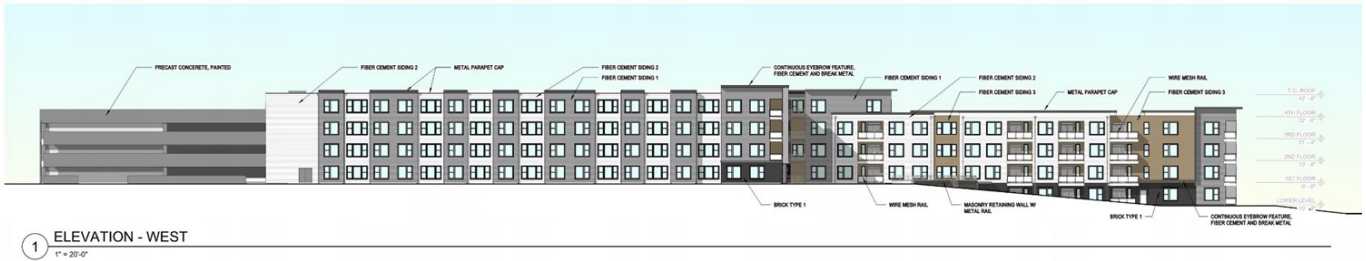 PRECAST CONCERETE, PAINTED
FIBER CEMENT SIDING 2
METAL PARAPET CAP
FIBER CEMENT SIDING 2
FIBER CEMENT SIDING 1
CONTINUOUS EYEBROW FEATURE,
FIBER CEMENT AND BREAK METAL
FIBER CEMENT SIDING 1
FIBER CEMENT SIDING 2
FIBER CEMENT SIDING 3
METAL PARAPET CAP
WIRE MESH RAIL
FIBER CEMENT SIDING 3
T.O. ROOF
4TH FLOOR
3RD FLOOR
21' - 4"
2ND FLOOR
1ST FLOOR
LOWER LEVEL
BRICK TYPE 1
WIRE MESH RAIL
MASONRY RETAINING WALL W/
METAL RAIL
BRICK TYPE 1
CONTINUOUS EYEBROW FEATURE,
FIBER CEMENT AND BREAK METAL
1
ELEVATION - WEST
1" = 20'-0"